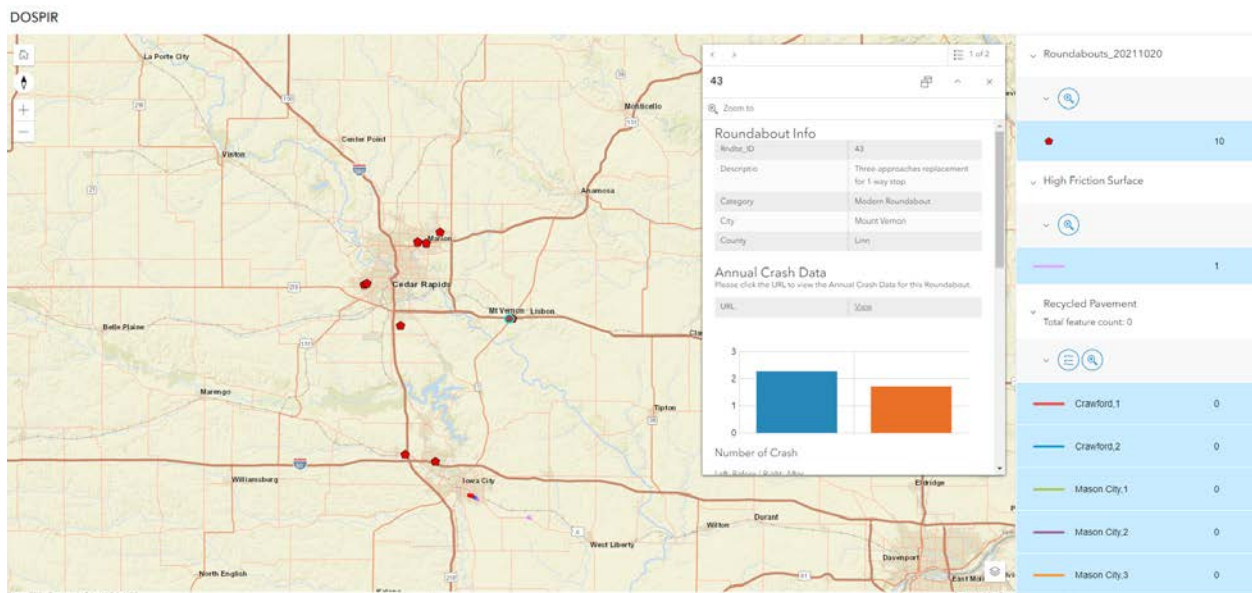 DOSPIR
La Porte City
Monticello
Center Point
Vinton
Anamosa
Marion
Cedar Rapids
Mt Vernon
Lisbon
Belle Plaine
Marengo
Tipton
Williamsburg
Iowa City
Eldridge
Durant
Wilton
West Liberty
Davenport
North English
1 of 2
43
Zoom to
Roundabout Info
Rndbt_ID 43
Descriptio Three-approaches replacement
for 1 way stop
Category Modern Roundabout
City Mount Vernon
County Linn
Annual Crash Data
Please click the URL to view the Annual Crash Data for this Roundabout.
URL View
3
2
1
0
Number of Crash
Left: Before / Right: After
Roundabouts_20211020
10
High Friction Surface
1
Recycled Pavement
Total feature count: 0
Crawford,1 0
Crawford,2 0
Mason City,1 0
Mason City,2 0
Mason City,3 0